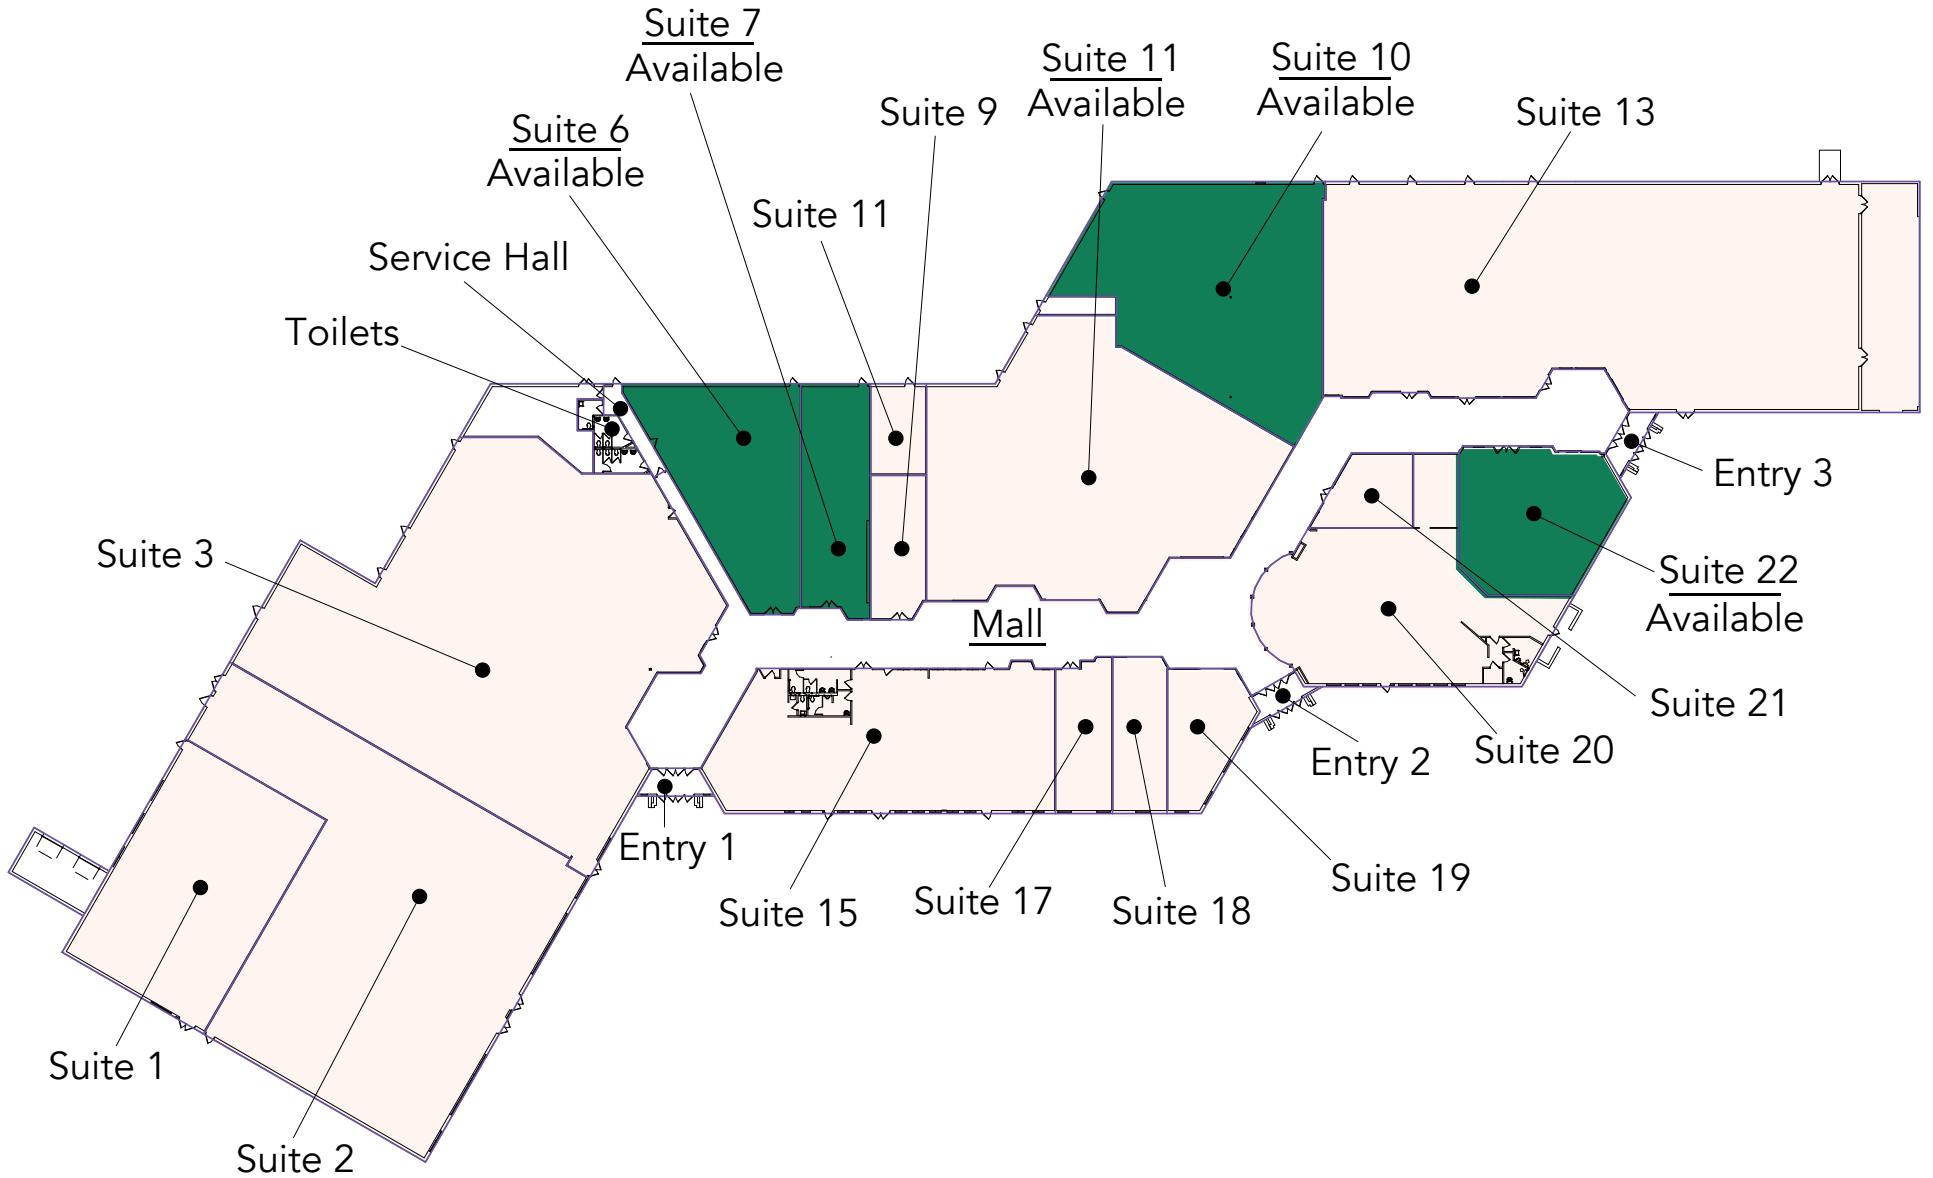 Suite 7
Available
Suite 11
Available
Suite 10
Available
Suite 9
Suite 13
Suite 6
Available
Suite 11
Service Hall
Toilets
Entry 3
Suite 3
Suite 22
Available
Mall
Suite 21
Suite 20
Entry 2
Entry 1
Suite 19
Suite 17
Suite 15
Suite 18
Suite 1
Suite 2